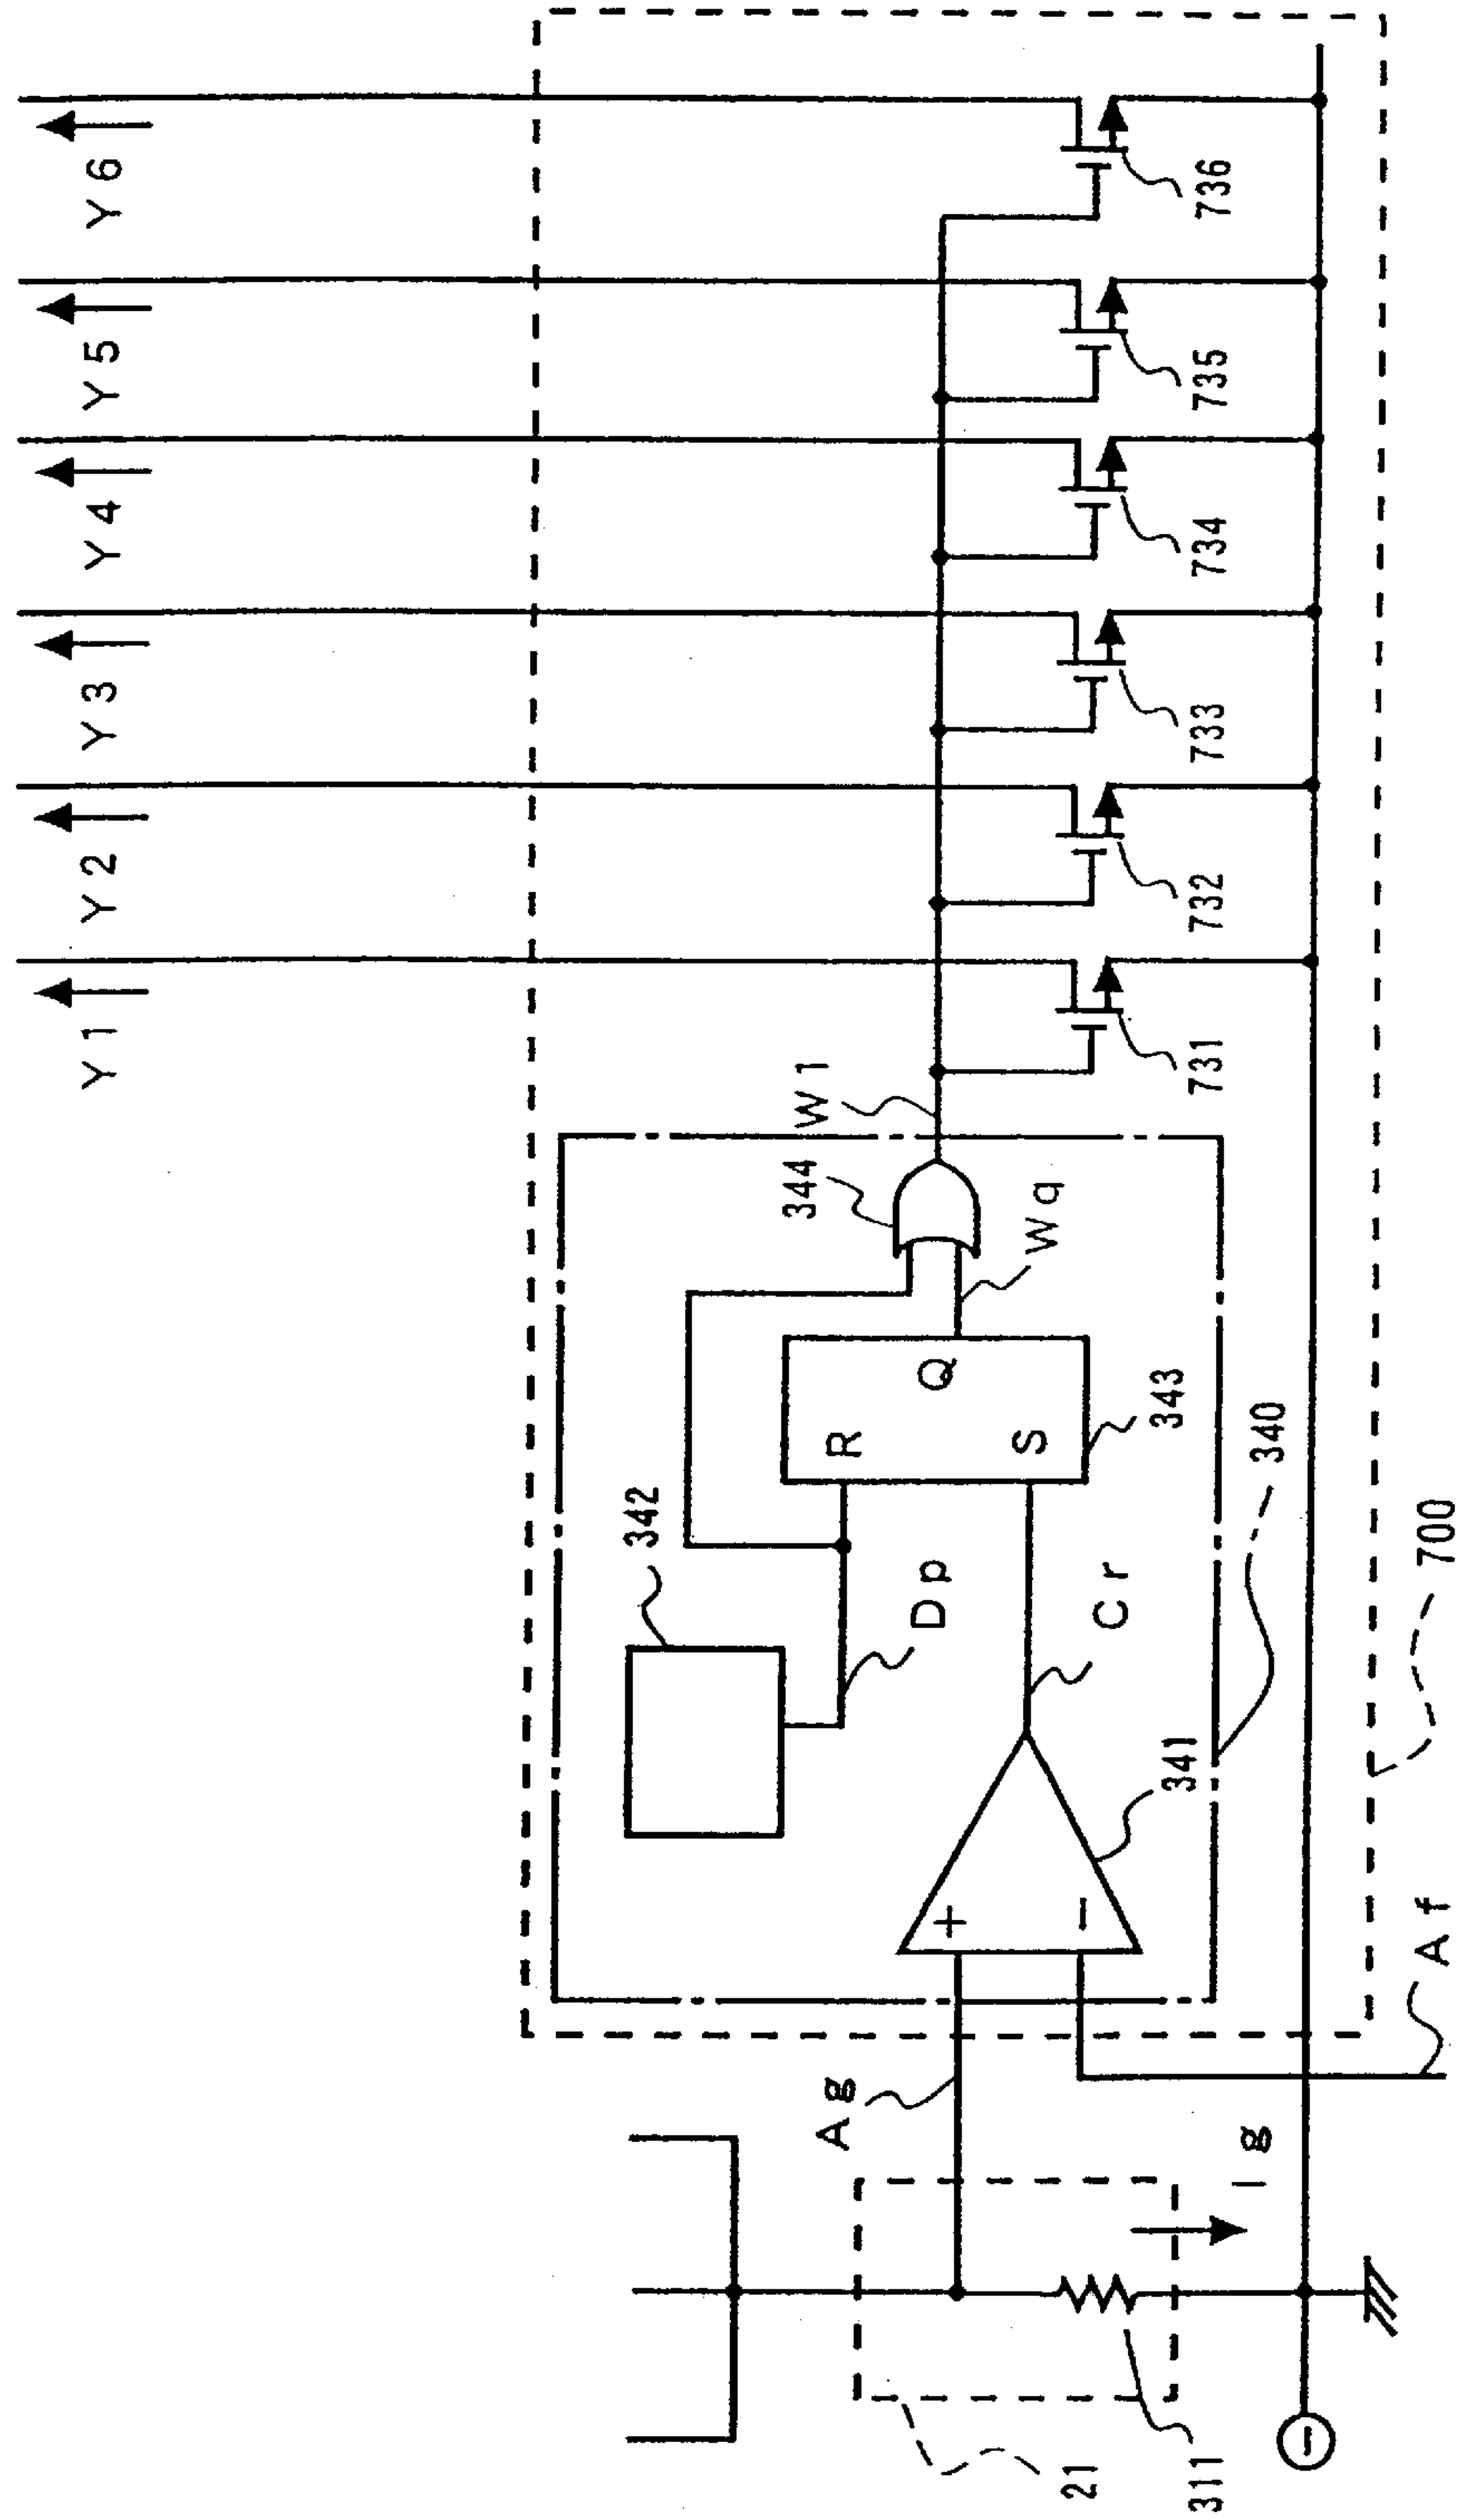 Y1
Y2
Y3
Y4
Y5
Y6
342
344
W1
R
Q
Dp
Wq
S
343
Cr
Ag
+
−
341
340
731
732
733
734
735
736
21
311
Ig
Af
700
−